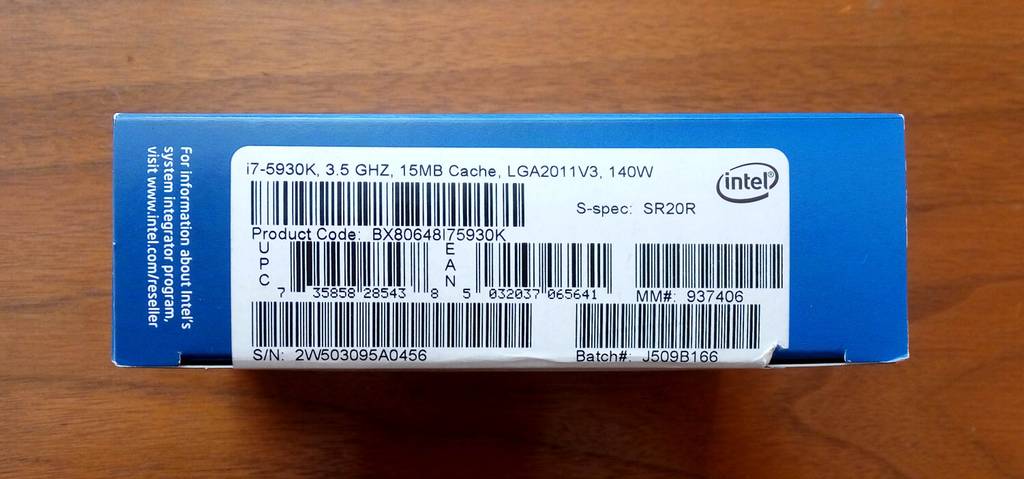 For information about Intel's
system integrator program,
visit www.intel.com/reseller
i7-5930K, 3.5 GHZ, 15MB Cache, LGA2011V3, 140W
intel®
S-spec: SR20R
Product Code: BX80648I75930K
UPC
7 35858 28543 8
EAN
5 032037 065641
MM#: 937406
S/N: 2W503095A0456
Batch#: J509B166